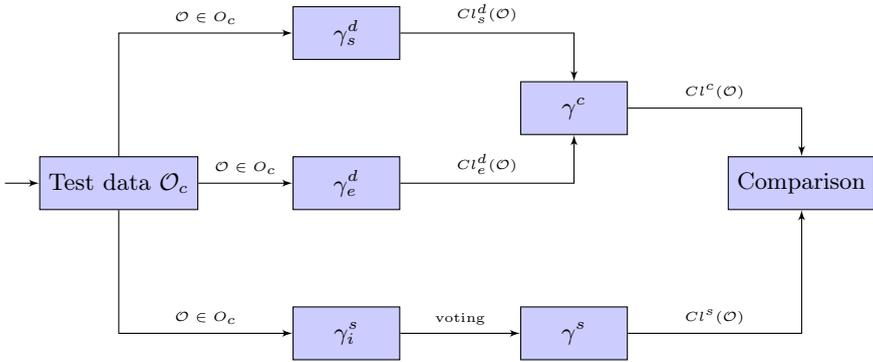 𝒪 ∈ O_c
γ_s^d
Cl_s^d(𝒪)
γ^c
Cl^c(𝒪)
Test data 𝒪_c
𝒪 ∈ O_c
γ_e^d
Cl_e^d(𝒪)
Comparison
𝒪 ∈ O_c
γ_i^s
voting
γ^s
Cl^s(𝒪)